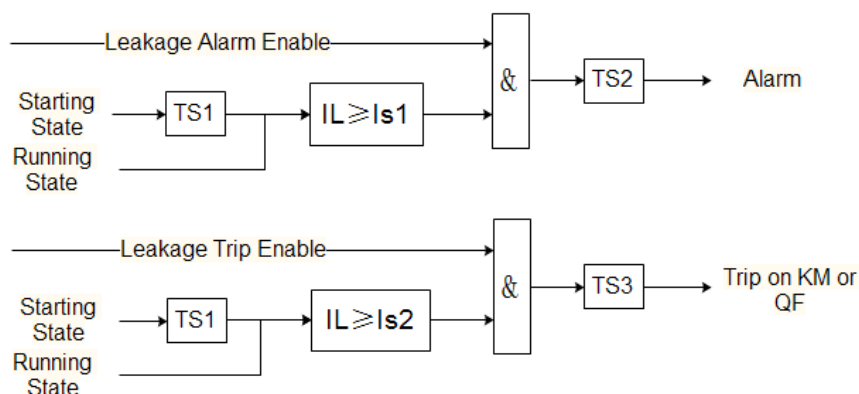 Leakage Alarm Enable
Starting
State
TS1
IL≥Is1
&
TS2
Alarm
Running
State
Leakage Trip Enable
Starting
State
TS1
IL≥Is2
&
TS3
Trip on KM or
QF
Running
State